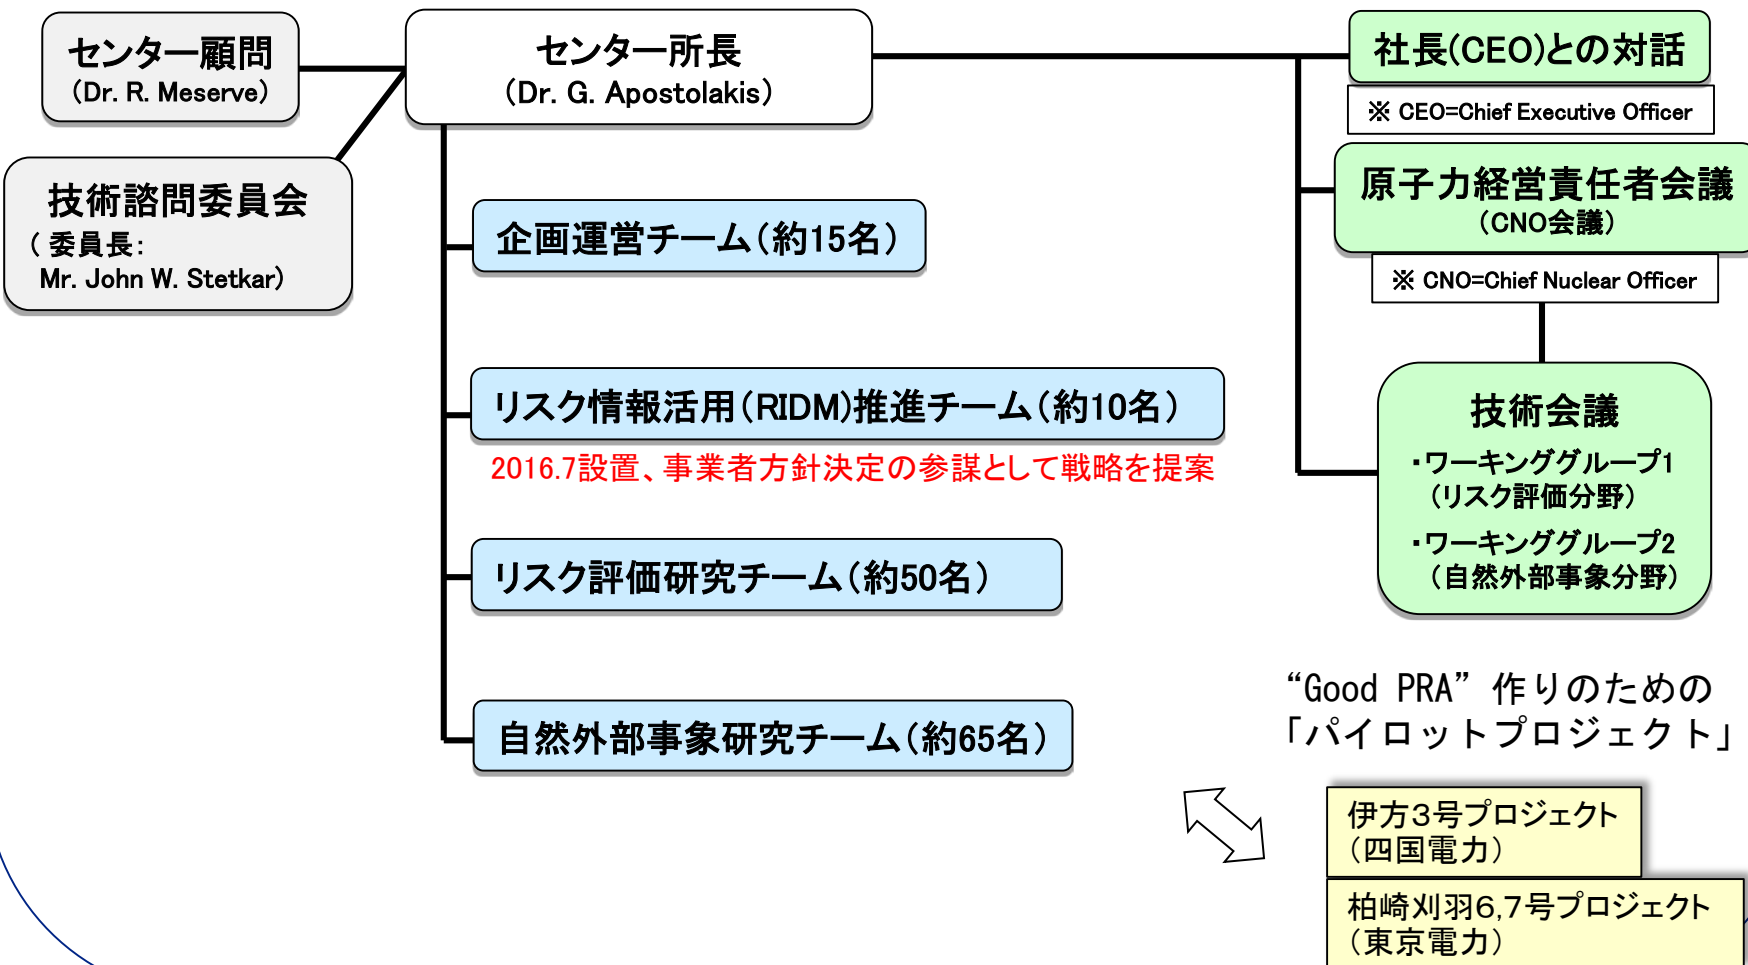 センター顧問
(Dr. R. Meserve)
センター所長
(Dr. G. Apostolakis)
社長(CEO)との対話
※ CEO=Chief Executive Officer
技術諮問委員会
( 委員長:
Mr. John W. Stetkar)
原子力経営責任者会議
(CNO会議)
※ CNO=Chief Nuclear Officer
企画運営チーム(約15名)
リスク情報活用(RIDM)推進チーム(約10名)
2016.7設置、事業者方針決定の参謀として戦略を提案
リスク評価研究チーム(約50名)
自然外部事象研究チーム(約65名)
技術会議
・ワーキンググループ1
(リスク評価分野)
・ワーキンググループ2
(自然外部事象分野)
“Good PRA” 作りのための
「パイロットプロジェクト」
伊方3号プロジェクト
(四国電力)
柏崎刈羽6,7号プロジェクト
(東京電力)